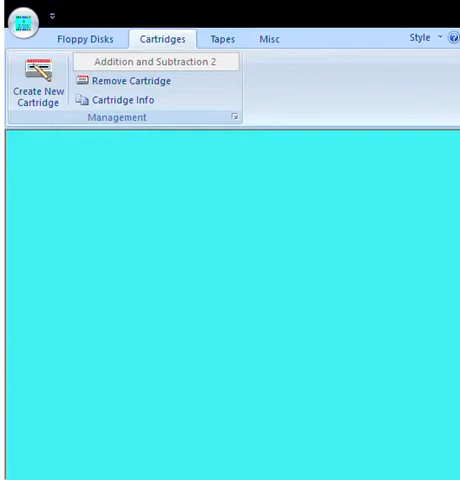 Floppy Disks Cartridges Tapes Misc Style
Addition and Subtraction 2
Create New Cartridge
Remove Cartridge
Cartridge Info
Management